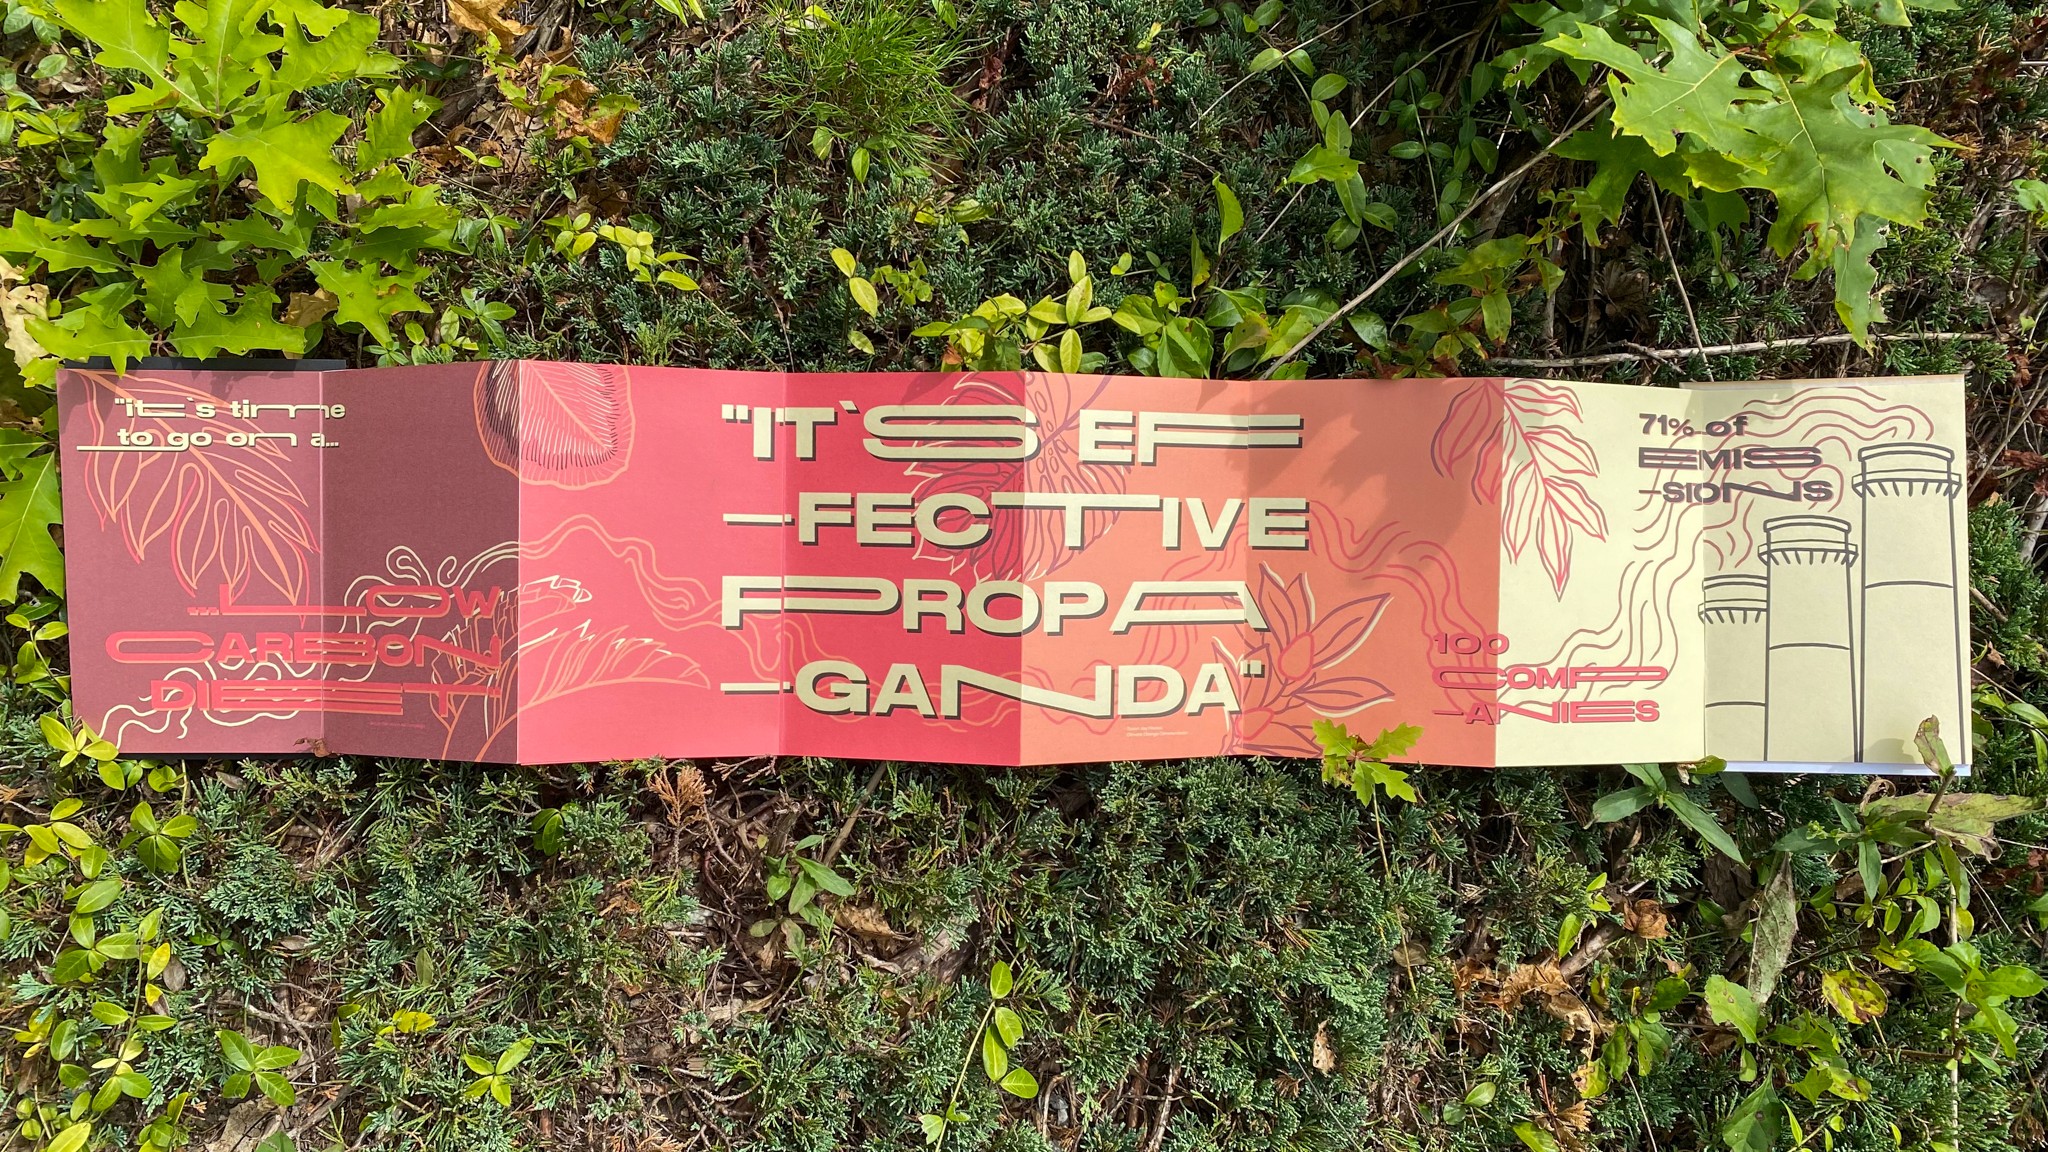 "it`s time
to go on a...
...LOW
CARBON
DIET."
"IT`S EF
-FECTIVE
PROPA
-GANDA"
100
COMP
-ANIES
71% of
EMIS
-SIONS